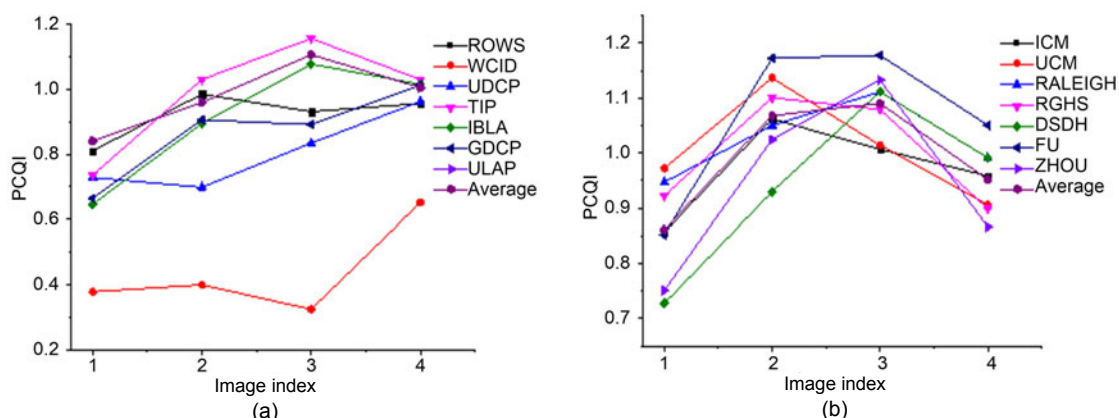 1.2
1.0
0.8
0.6
0.4
0.2
PCQI
1 2 3 4
Image index
(a)
ROWS
WCID
UDCP
TIP
IBLA
GDCP
ULAP
Average
1.2
1.1
1.0
0.9
0.8
0.7
PCQI
1 2 3 4
Image index
(b)
ICM
UCM
RALEIGH
RGHS
DSDH
FU
ZHOU
Average